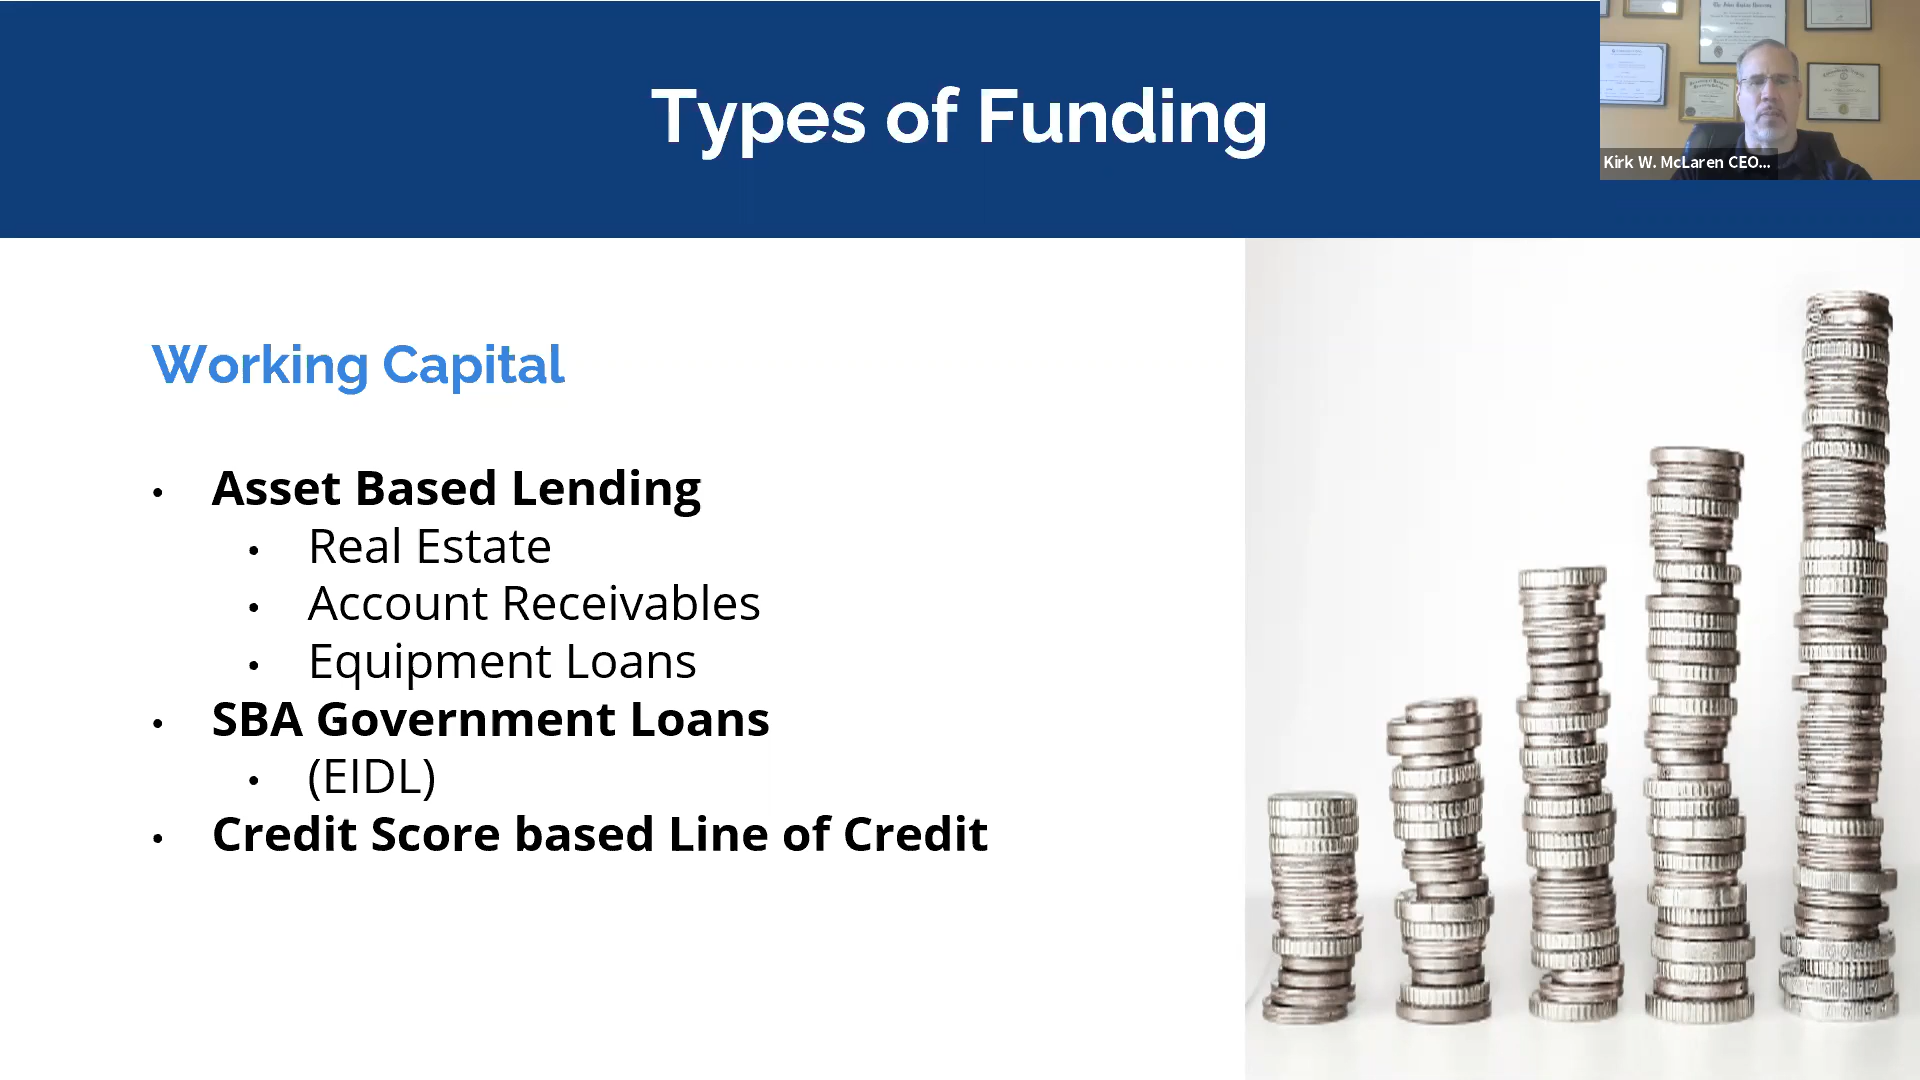 Types of Funding
Kirk W. McLaren CEO...
Working Capital
• Asset Based Lending
• Real Estate
• Account Receivables
• Equipment Loans
• SBA Government Loans
• (EIDL)
• Credit Score based Line of Credit